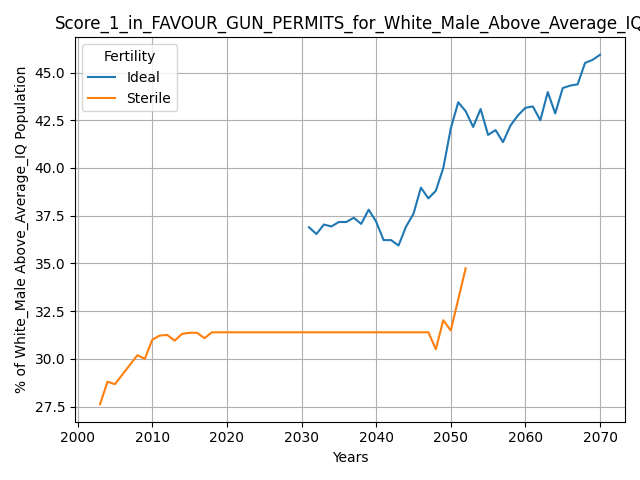 Score_1_in_FAVOUR_GUN_PERMITS_for_White_Male_Above_Average_IQ
Fertility
Ideal
Sterile
45.0
42.5
40.0
37.5
35.0
32.5
30.0
27.5
% of White_Male Above_Average_IQ Population
2000 2010 2020 2030 2040 2050 2060 2070
Years